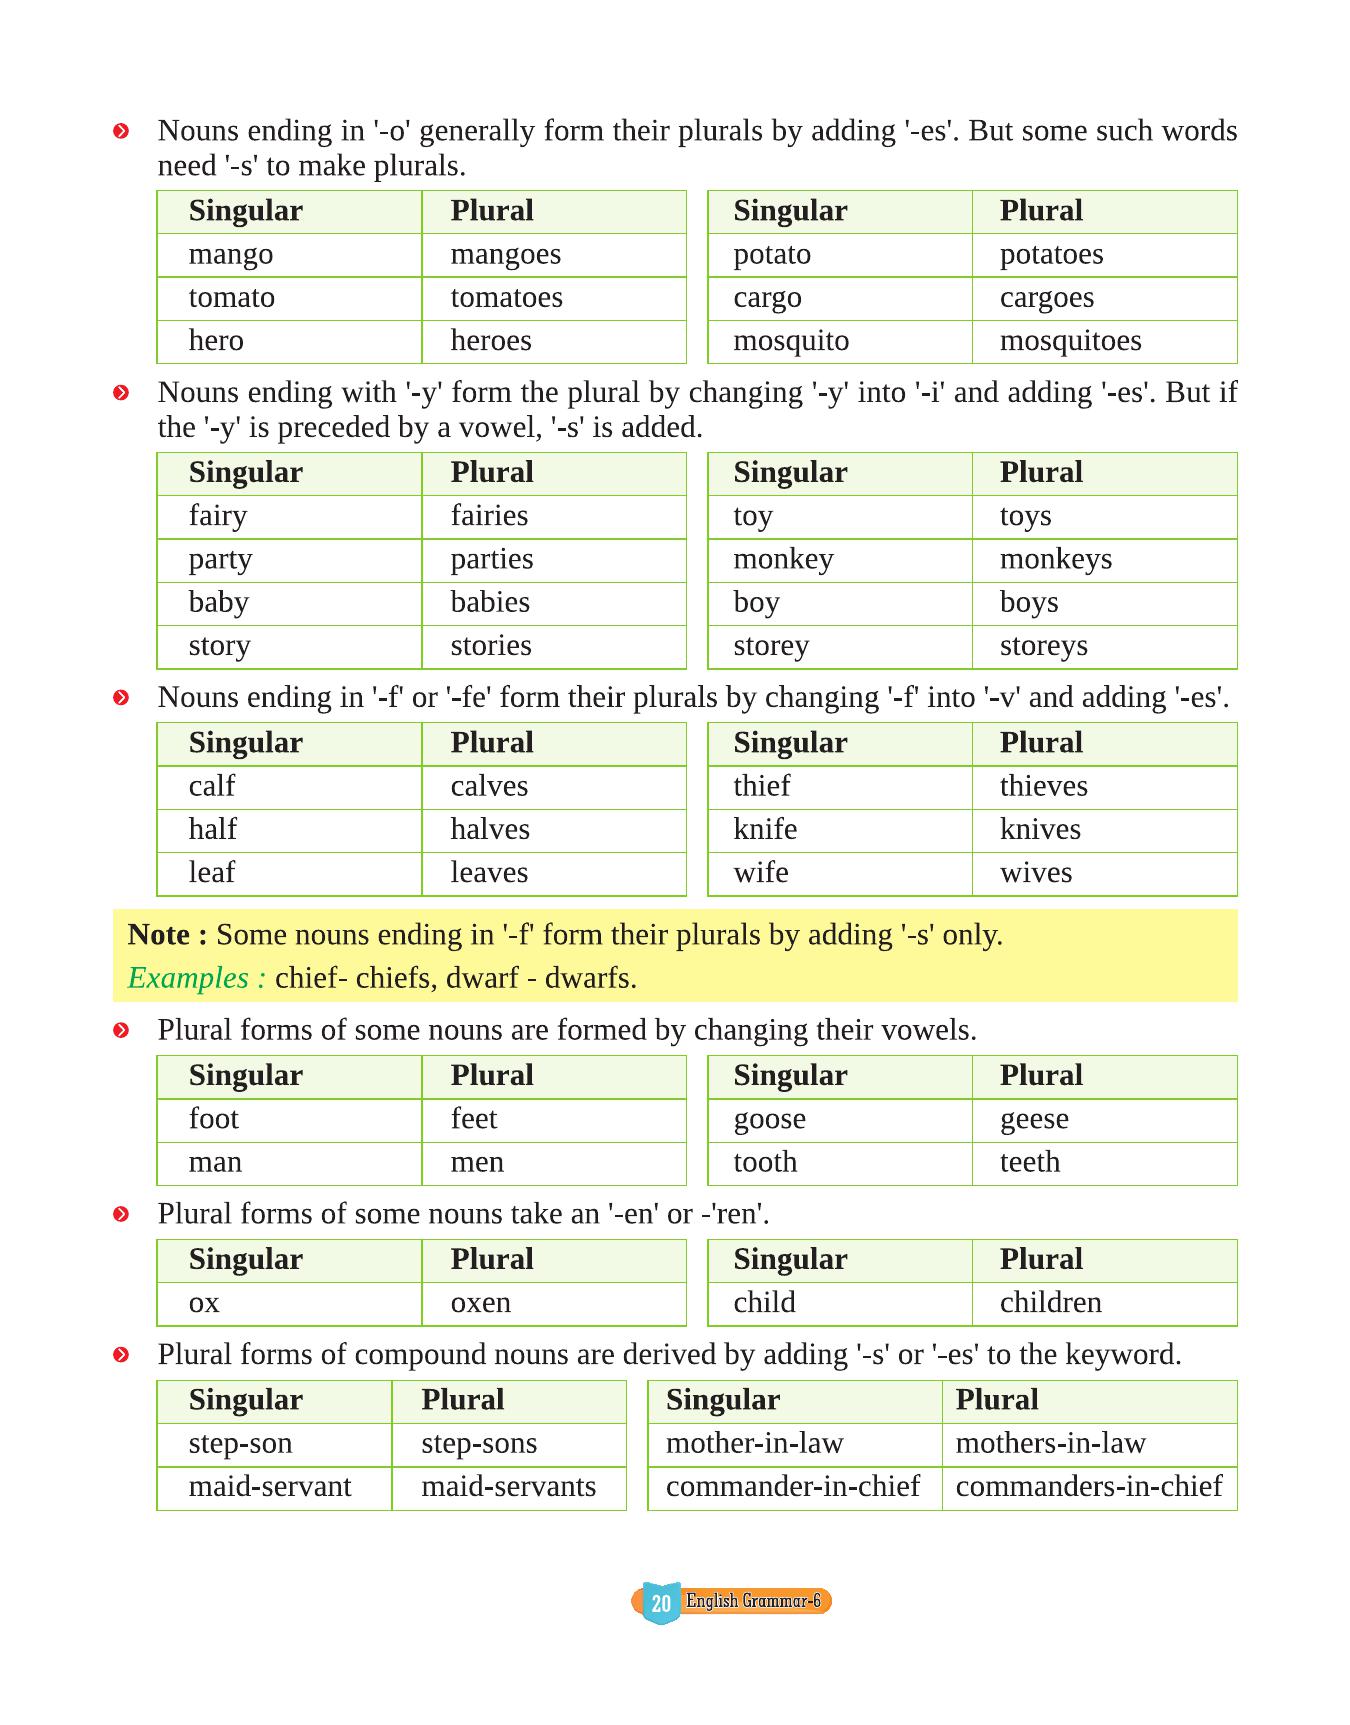 Nouns ending in '-o' generally form their plurals by adding '-es'. But some such words
need '-s' to make plurals.
Singular Plural Singular Plural
mango mangoes potato potatoes
tomato tomatoes cargo cargoes
hero heroes mosquito mosquitoes
Nouns ending with '-y' form the plural by changing '-y' into '-i' and adding '-es'. But if
the '-y' is preceded by a vowel, '-s' is added.
Singular Plural Singular Plural
fairy fairies toy toys
party parties monkey monkeys
baby babies boy boys
story stories storey storeys
Nouns ending in '-f' or '-fe' form their plurals by changing '-f' into '-v' and adding '-es'.
Singular Plural Singular Plural
calf calves thief thieves
half halves knife knives
leaf leaves wife wives
Note : Some nouns ending in '-f' form their plurals by adding '-s' only.
Examples : chief- chiefs, dwarf - dwarfs.
Plural forms of some nouns are formed by changing their vowels.
Singular Plural Singular Plural
foot feet goose geese
man men tooth teeth
Plural forms of some nouns take an '-en' or -'ren'.
Singular Plural Singular Plural
ox oxen child children
Plural forms of compound nouns are derived by adding '-s' or '-es' to the keyword.
Singular Plural Singular Plural
step-son step-sons mother-in-law mothers-in-law
maid-servant maid-servants commander-in-chief commanders-in-chief
20 English Grammar-6